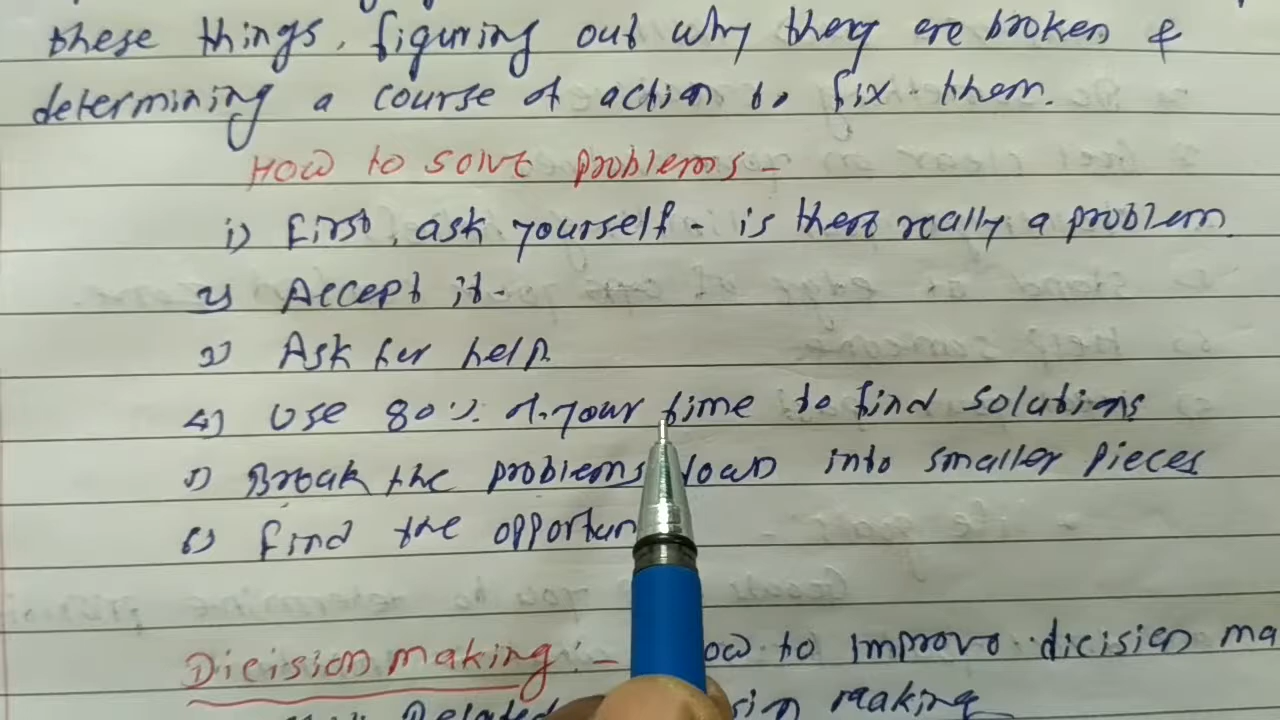 these things, figuring out why they are broken &
determining a course of action to fix them.
How to solve problems -
1) First, ask yourself - is there really a problem.
2) Accept it.
3) Ask for help.
4) Use 80% of your time to find solutions
5) Break the problems down into smaller pieces
6) Find the opportun
Dicision making :- ow to improve dicision ma
Related sin making